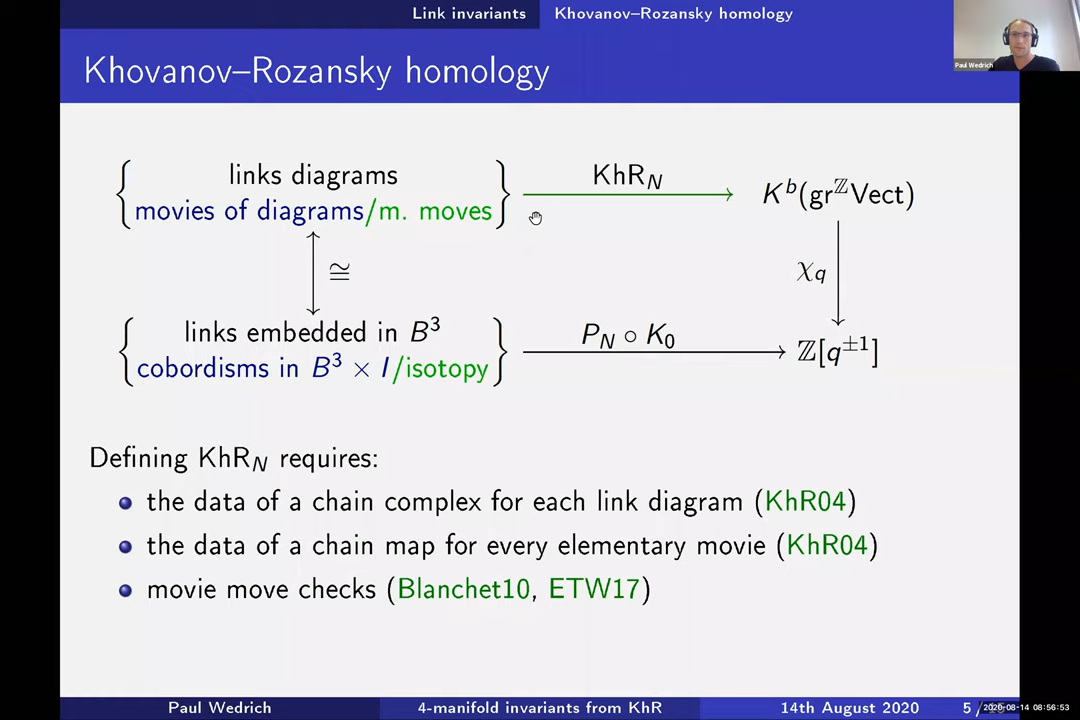 Link invariants Khovanov–Rozansky homology
Khovanov–Rozansky homology
Paul Wedrich
links diagrams
movies of diagrams/m. moves
KhR_N
K^b(gr^ℤVect)
≅
χ_q
links embedded in B^3
cobordisms in B^3 × I/isotopy
P_N ∘ K_0
ℤ[q^{±1}]
Defining KhR_N requires:
the data of a chain complex for each link diagram (KhR04)
the data of a chain map for every elementary movie (KhR04)
movie move checks (Blanchet10, ETW17)
Paul Wedrich 4-manifold invariants from KhR 14th August 2020 5 /
2020-08-14 08:56:53